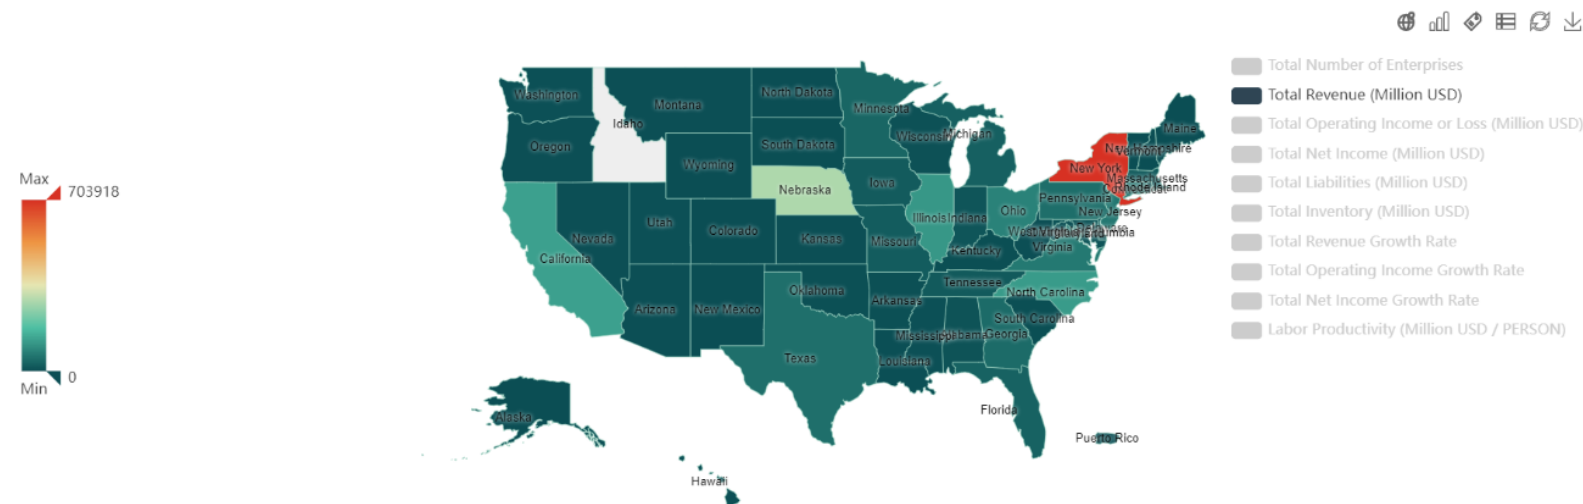 Total Number of Enterprises
Total Revenue (Million USD)
Total Operating Income or Loss (Million USD)
Total Net Income (Million USD)
Total Liabilities (Million USD)
Total Inventory (Million USD)
Total Revenue Growth Rate
Total Operating Income Growth Rate
Total Net Income Growth Rate
Labor Productivity (Million USD / PERSON)
Max
703918
0
Min
Washington
Montana
North Dakota
Minnesota
Idaho
Wisconsin
Michigan
Maine
Oregon
South Dakota
Vermont
Wyoming
New York
Massachusetts
Rhode Island
Nebraska
Iowa
Pennsylvania
Ohio
New Jersey
Illinois
Indiana
Utah
Colorado
Nevada
Kansas
Missouri
Virginia
California
Kentucky
Tennessee
Oklahoma
North Carolina
Arkansas
Arizona
New Mexico
South Carolina
Mississippi
Alabama
Georgia
Texas
Louisiana
Florida
Alaska
Puerto Rico
Hawaii